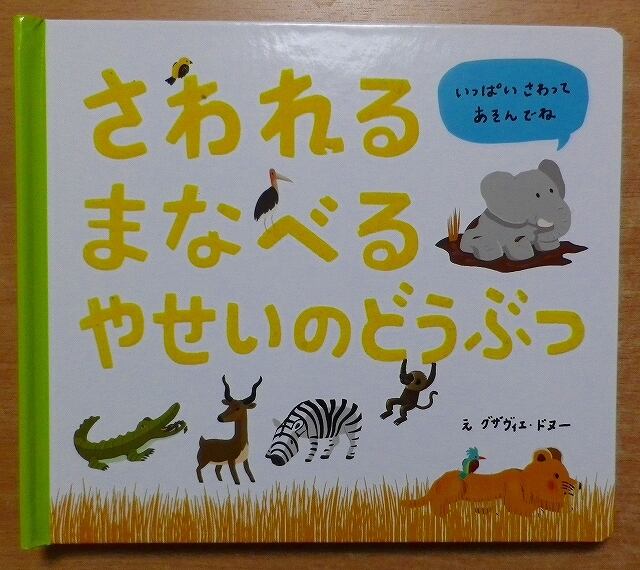 さわれる
まなべる
やせいのどうぶつ
いっぱいさわって
あそんでね
え グザヴィエ・ドヌー